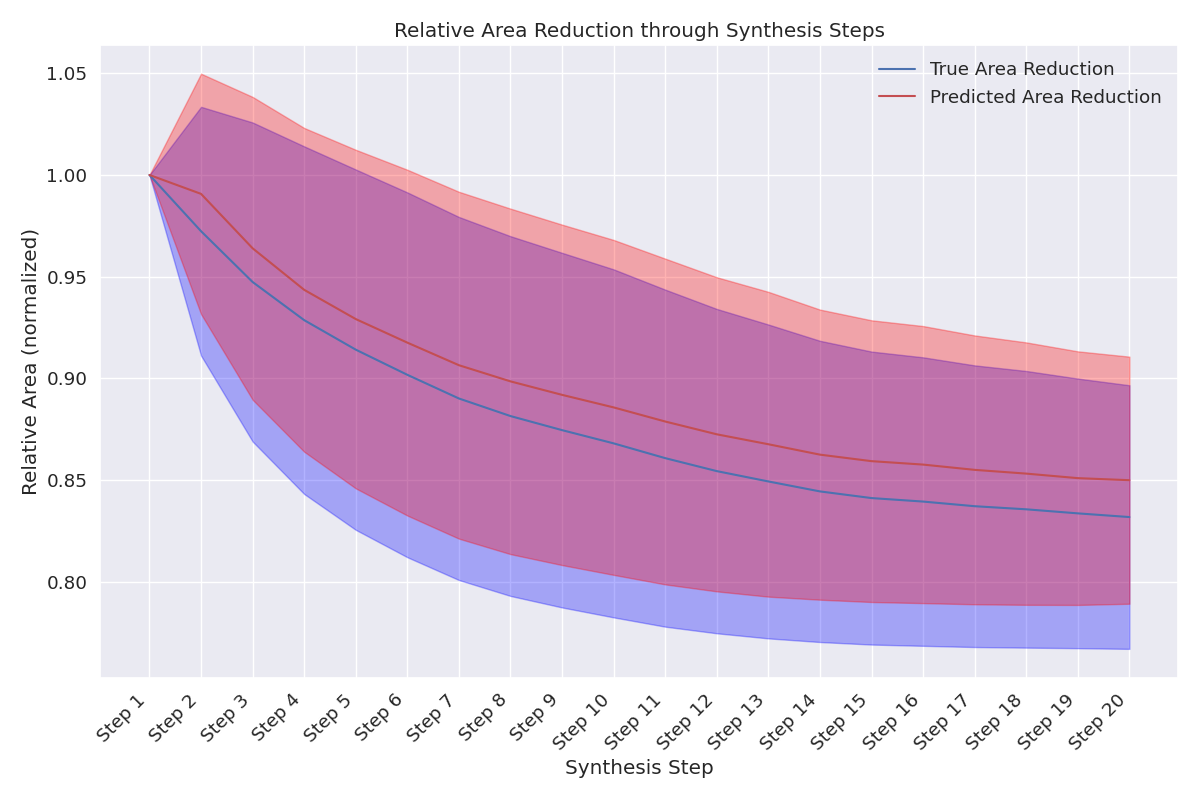 Relative Area Reduction through Synthesis Steps
True Area Reduction
Predicted Area Reduction
Relative Area (normalized)
1.05
1.00
0.95
0.90
0.85
0.80
Step 1
Step 2
Step 3
Step 4
Step 5
Step 6
Step 7
Step 8
Step 9
Step 10
Step 11
Step 12
Step 13
Step 14
Step 15
Step 16
Step 17
Step 18
Step 19
Step 20
Synthesis Step